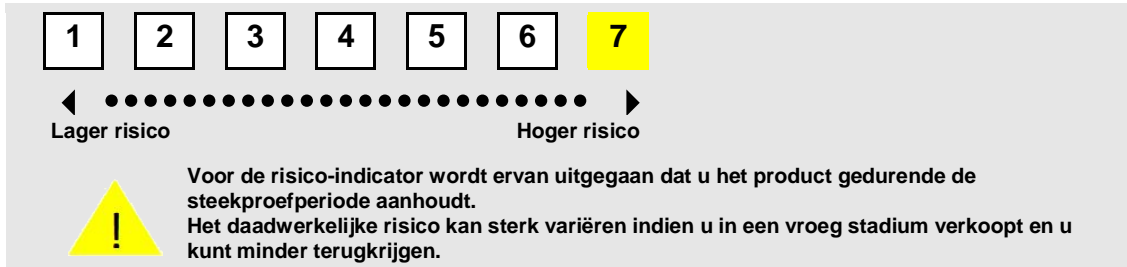 1 2 3 4 5 6 7
Lager risico Hoger risico
! Voor de risico-indicator wordt ervan uitgegaan dat u het product gedurende de
steekproefperiode aanhoudt.
Het daadwerkelijke risico kan sterk variëren indien u in een vroeg stadium verkoopt en u
kunt minder terugkrijgen.